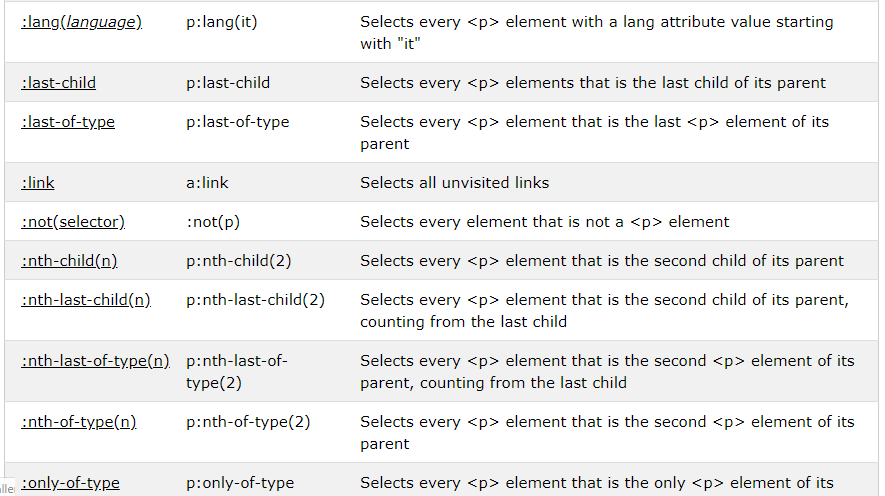 :lang(language) p:lang(it) Selects every <p> element with a lang attribute value starting
with "it"
:last-child p:last-child Selects every <p> elements that is the last child of its parent
:last-of-type p:last-of-type Selects every <p> element that is the last <p> element of its
parent
:link a:link Selects all unvisited links
:not(selector) :not(p) Selects every element that is not a <p> element
:nth-child(n) p:nth-child(2) Selects every <p> element that is the second child of its parent
:nth-last-child(n) p:nth-last-child(2) Selects every <p> element that is the second child of its parent,
counting from the last child
:nth-last-of-type(n) p:nth-last-of- Selects every <p> element that is the second <p> element of its
type(2) parent, counting from the last child
:nth-of-type(n) p:nth-of-type(2) Selects every <p> element that is the second <p> element of its
parent
:only-of-type p:only-of-type Selects every <p> element that is the only <p> element of its